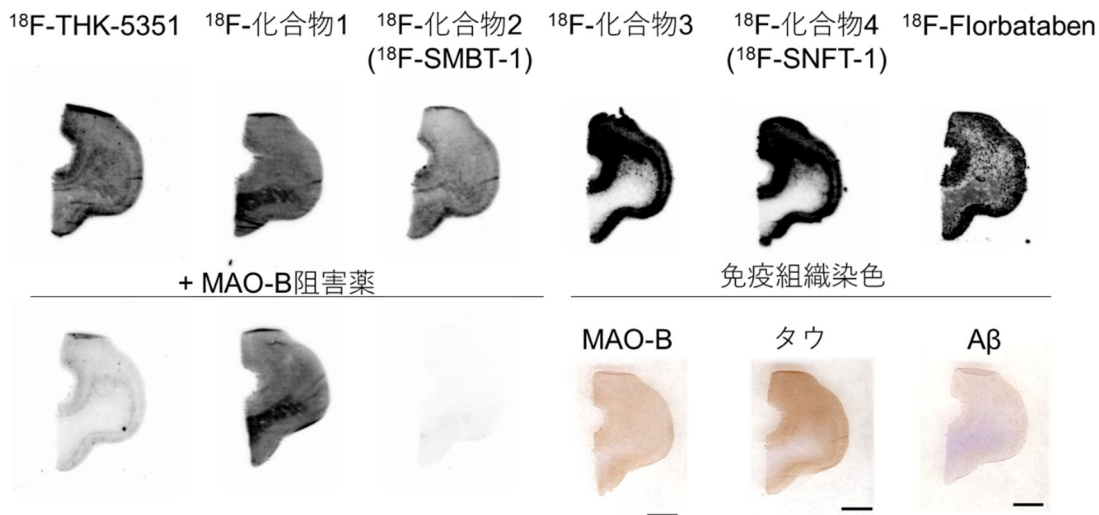 ¹⁸F-THK-5351
¹⁸F-化合物1
¹⁸F-化合物2
(¹⁸F-SMBT-1)
¹⁸F-化合物3
¹⁸F-化合物4
(¹⁸F-SNFT-1)
¹⁸F-Florbataben
+ MAO-B阻害薬
免疫組織染色
MAO-B
タウ
Aβ